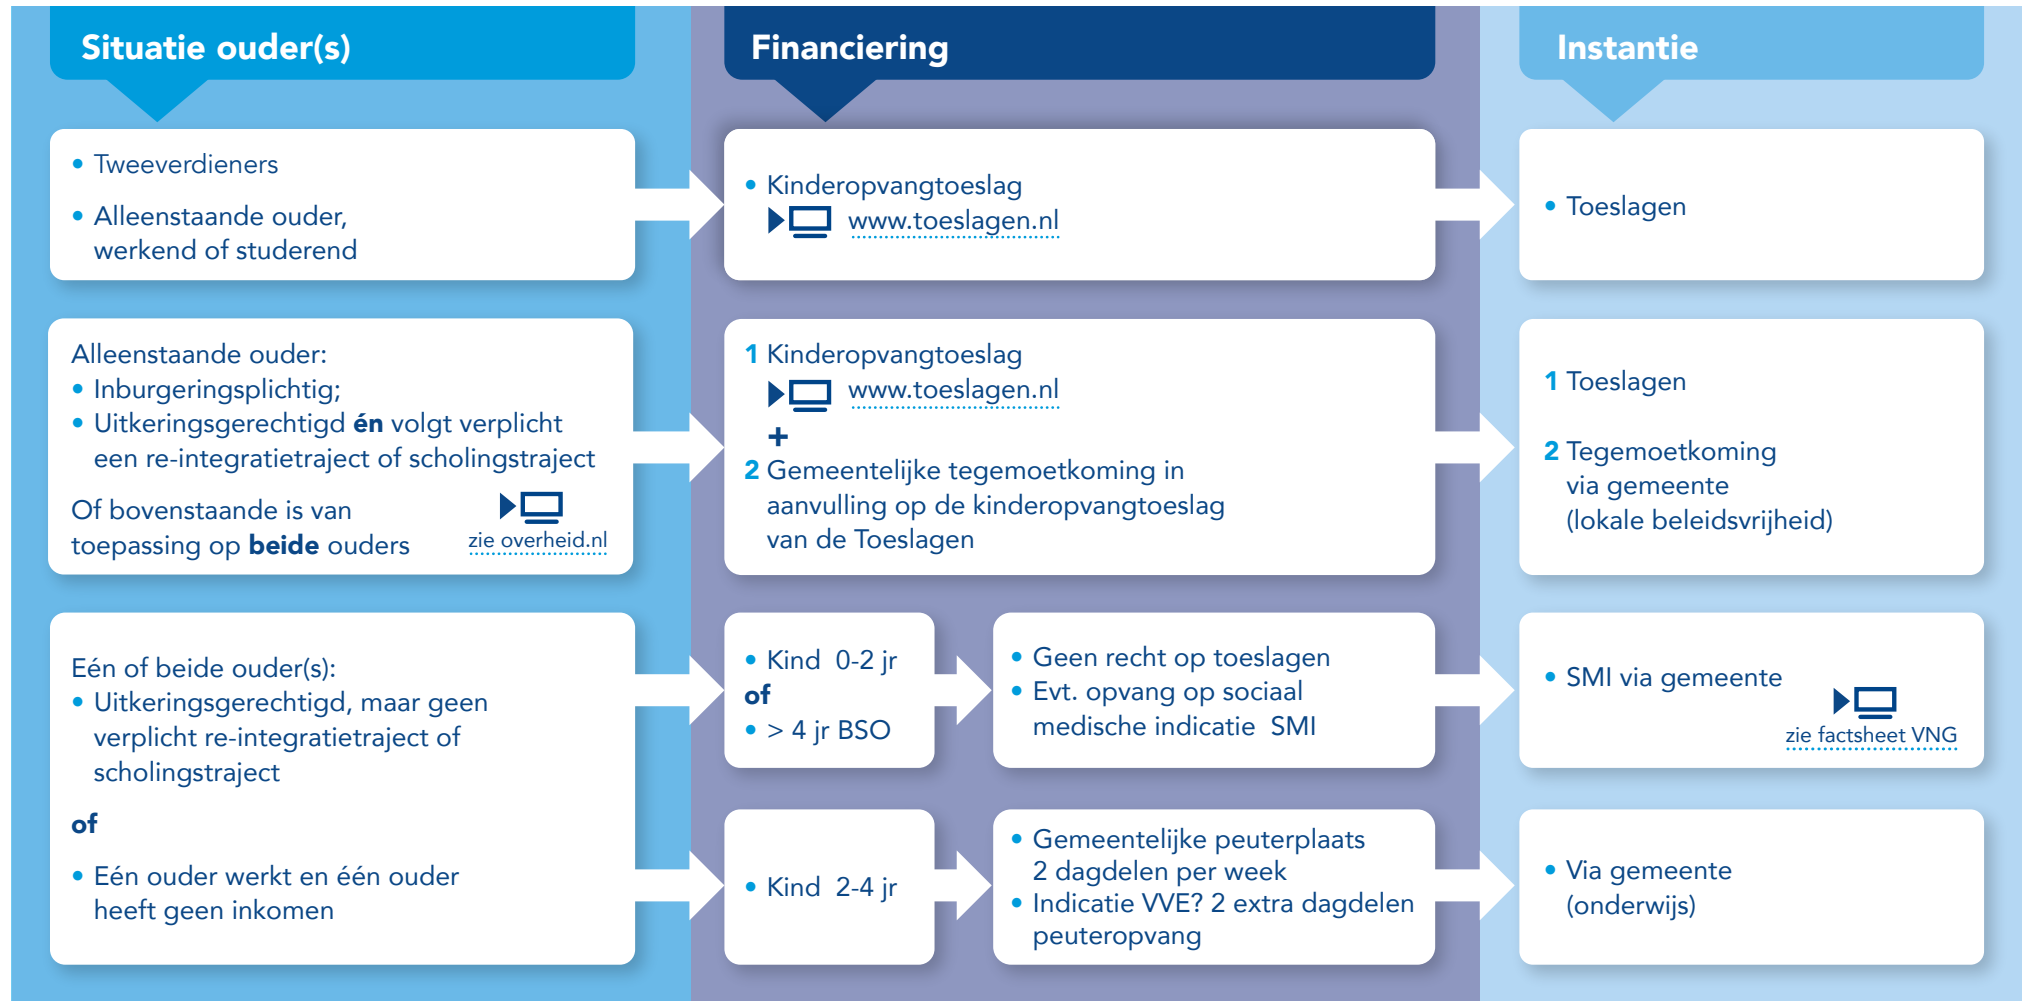 Situatie ouder(s)
Financiering
Instantie
• Tweeverdieners
• Alleenstaande ouder,
werkend of studerend
• Kinderopvangtoeslag
www.toeslagen.nl
• Toeslagen
Alleenstaande ouder:
• Inburgeringsplichtig;
• Uitkeringsgerechtigd én volgt verplicht
een re-integratietraject of scholingstraject
Of bovenstaande is van
toepassing op beide ouders
zie overheid.nl
1 Kinderopvangtoeslag
www.toeslagen.nl
+
2 Gemeentelijke tegemoetkoming in
aanvulling op de kinderopvangtoeslag
van de Toeslagen
1 Toeslagen
2 Tegemoetkoming
via gemeente
(lokale beleidsvrijheid)
Eén of beide ouder(s):
• Uitkeringsgerechtigd, maar geen
verplicht re-integratietraject of
scholingstraject
of
• Eén ouder werkt en één ouder
heeft geen inkomen
• Kind 0-2 jr
of
• > 4 jr BSO
• Geen recht op toeslagen
• Evt. opvang op sociaal
medische indicatie SMI
• SMI via gemeente
zie factsheet VNG
• Kind 2-4 jr
• Gemeentelijke peuterplaats
2 dagdelen per week
• Indicatie VVE? 2 extra dagdelen
peuteropvang
• Via gemeente
(onderwijs)